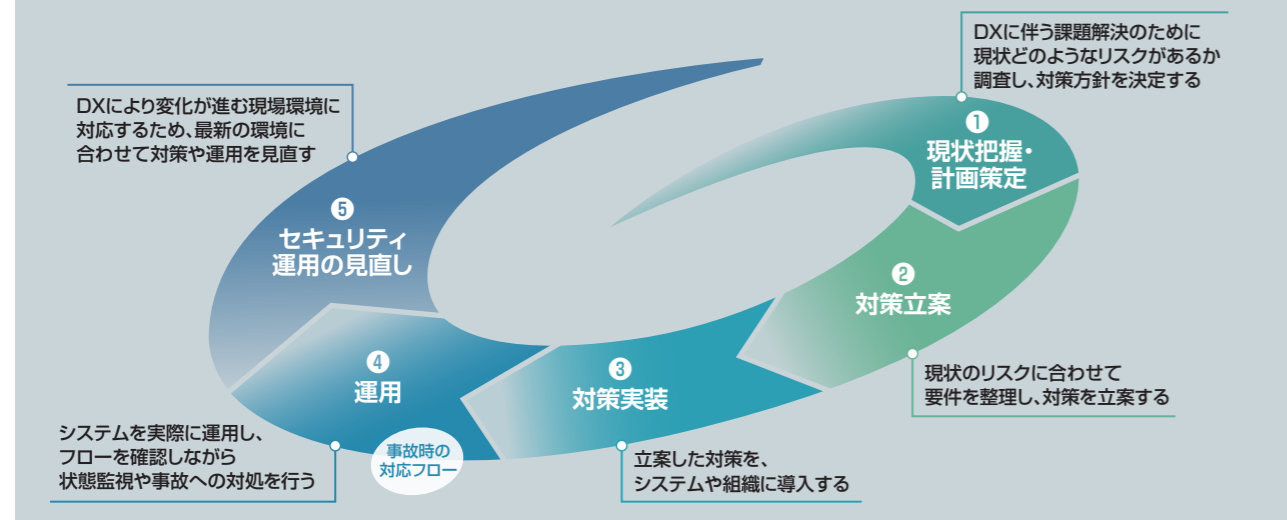 DXに伴う課題解決のために
現状どのようなリスクがあるか
調査し、対策方針を決定する
❶
現状把握・
計画策定
❷
対策立案
現状のリスクに合わせて
要件を整理し、対策を立案する
❸
対策実装
立案した対策を、
システムや組織に導入する
❹
運用
事故時の
対応フロー
システムを実際に運用し、
フローを確認しながら
状態監視や事故への対処を行う
❺
セキュリティ
運用の見直し
DXにより変化が進む現場環境に
対応するため、最新の環境に
合わせて対策や運用を見直す